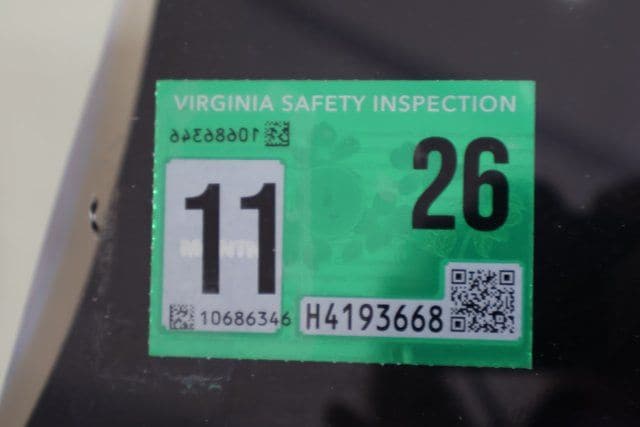 VIRGINIA SAFETY INSPECTION
10686346
26
11
MONTH
10686346
H4193668